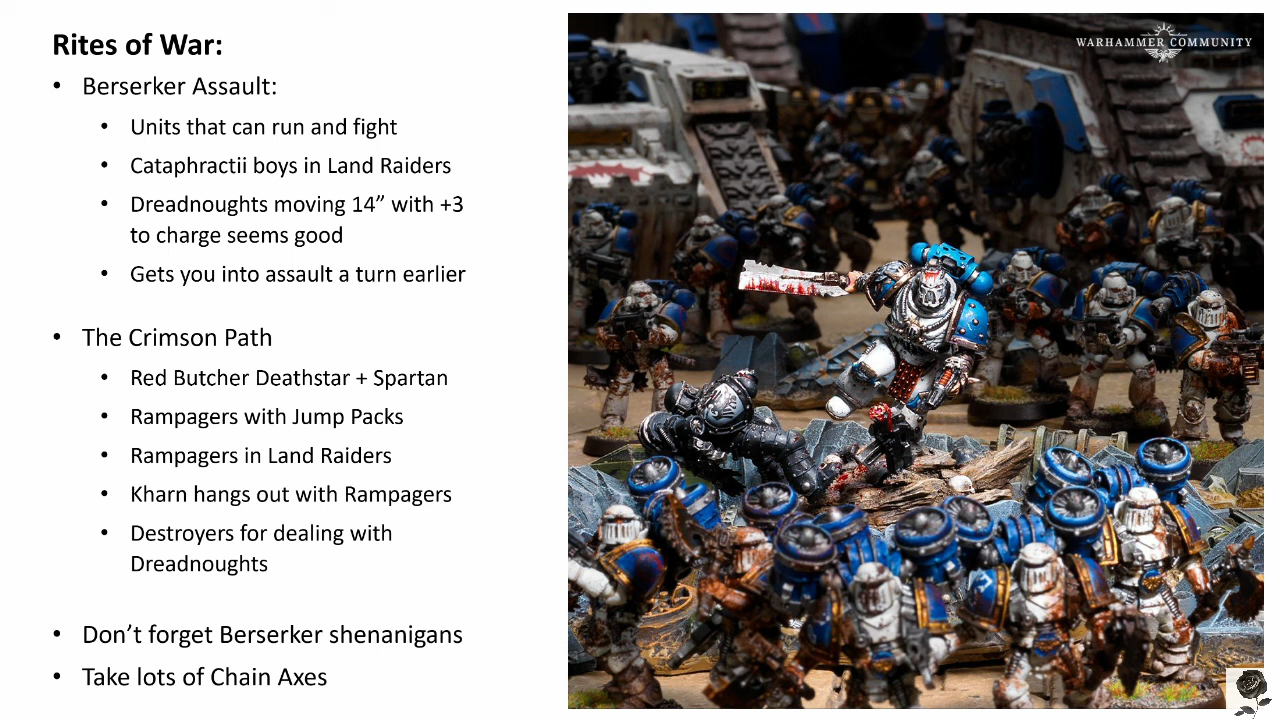 Rites of War:
• Berserker Assault:
• Units that can run and fight
• Cataphractii boys in Land Raiders
• Dreadnoughts moving 14” with +3
to charge seems good
• Gets you into assault a turn earlier
• The Crimson Path
• Red Butcher Deathstar + Spartan
• Rampagers with Jump Packs
• Rampagers in Land Raiders
• Kharn hangs out with Rampagers
• Destroyers for dealing with
Dreadnoughts
• Don’t forget Berserker shenanigans
• Take lots of Chain Axes
WARHAMMER COMMUNITY